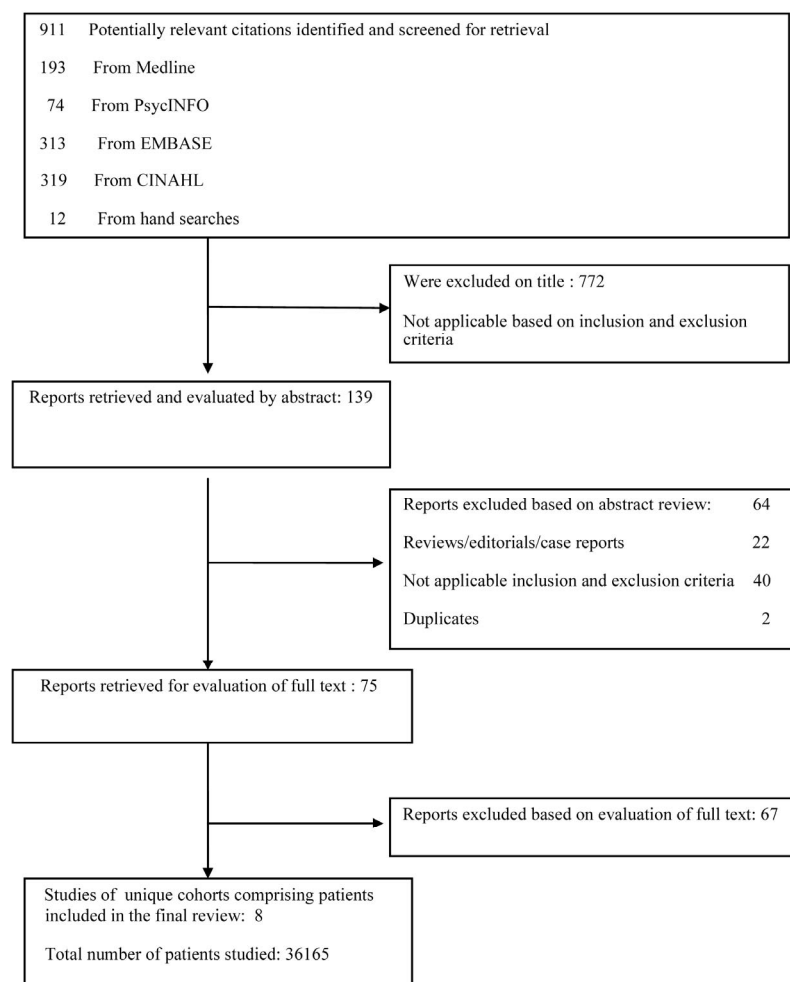 911 Potentially relevant citations identified and screened for retrieval
193 From Medline
74 From PsycINFO
313 From EMBASE
319 From CINAHL
12 From hand searches
Were excluded on title : 772
Not applicable based on inclusion and exclusion
criteria
Reports retrieved and evaluated by abstract: 139
Reports excluded based on abstract review: 64
Reviews/editorials/case reports 22
Not applicable inclusion and exclusion criteria 40
Duplicates 2
Reports retrieved for evaluation of full text : 75
Reports excluded based on evaluation of full text: 67
Studies of unique cohorts comprising patients
included in the final review: 8
Total number of patients studied: 36165